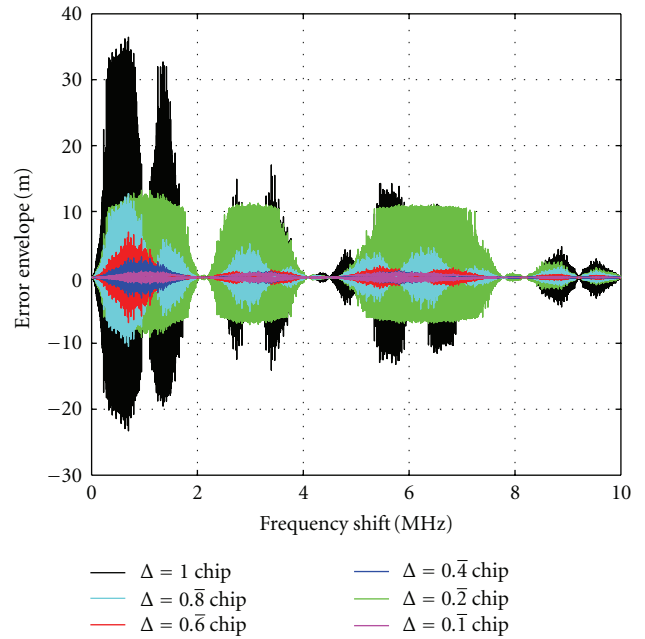 40
30
20
10
0
−10
−20
−30
Error envelope (m)
0 2 4 6 8 10
Frequency shift (MHz)
Δ = 1 chip
Δ = 0.8̅ chip
Δ = 0.6̅ chip
Δ = 0.4̅ chip
Δ = 0.2̅ chip
Δ = 0.1̅ chip